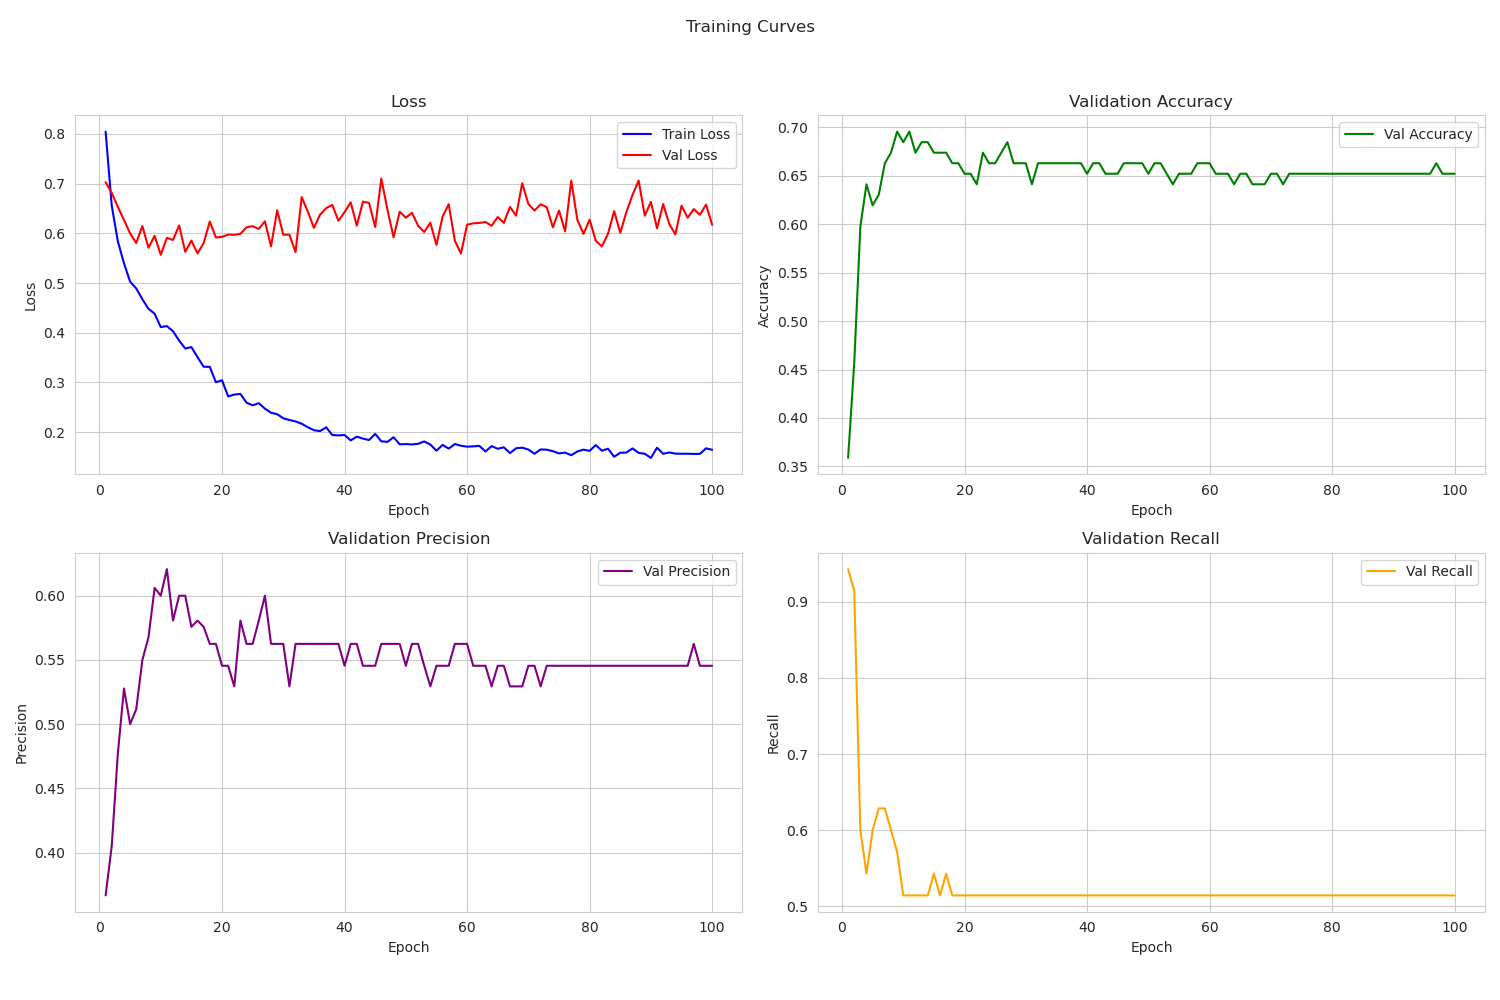 Training Curves
Loss
Train Loss
Val Loss
0.8
0.7
0.6
0.5
0.4
0.3
0.2
Loss
0 20 40 60 80 100
Epoch
Validation Accuracy
Val Accuracy
0.70
0.65
0.60
0.55
0.50
0.45
0.40
0.35
Accuracy
0 20 40 60 80 100
Epoch
Validation Precision
Val Precision
0.60
0.55
0.50
0.45
0.40
Precision
0 20 40 60 80 100
Epoch
Validation Recall
Val Recall
0.9
0.8
0.7
0.6
0.5
Recall
0 20 40 60 80 100
Epoch